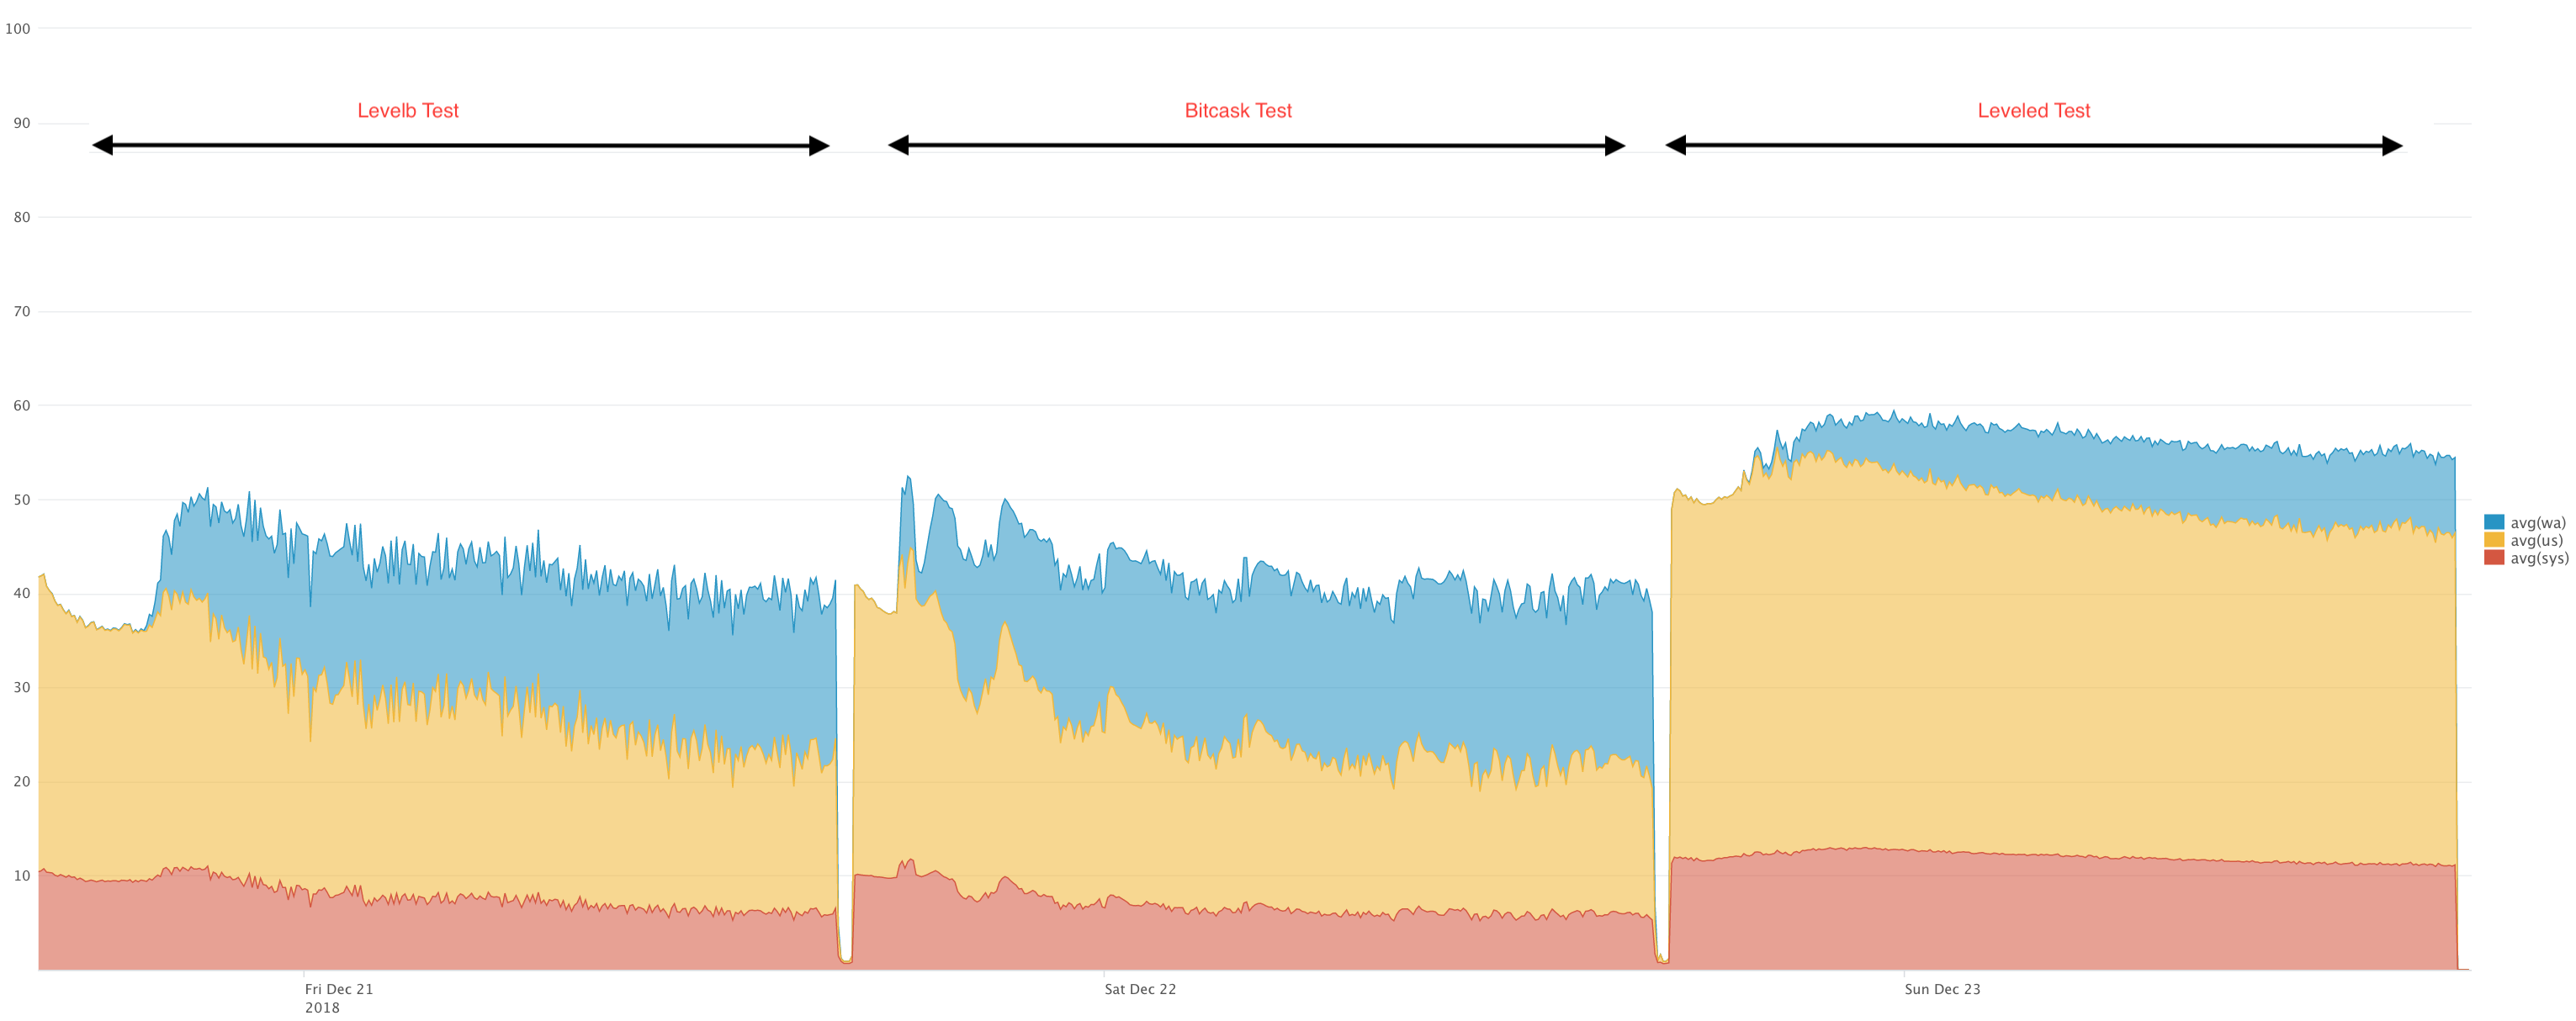 100
90
80
70
60
50
40
30
20
10
Levelb Test
Bitcask Test
Leveled Test
avg(wa)
avg(us)
avg(sys)
Fri Dec 21
2018
Sat Dec 22
Sun Dec 23